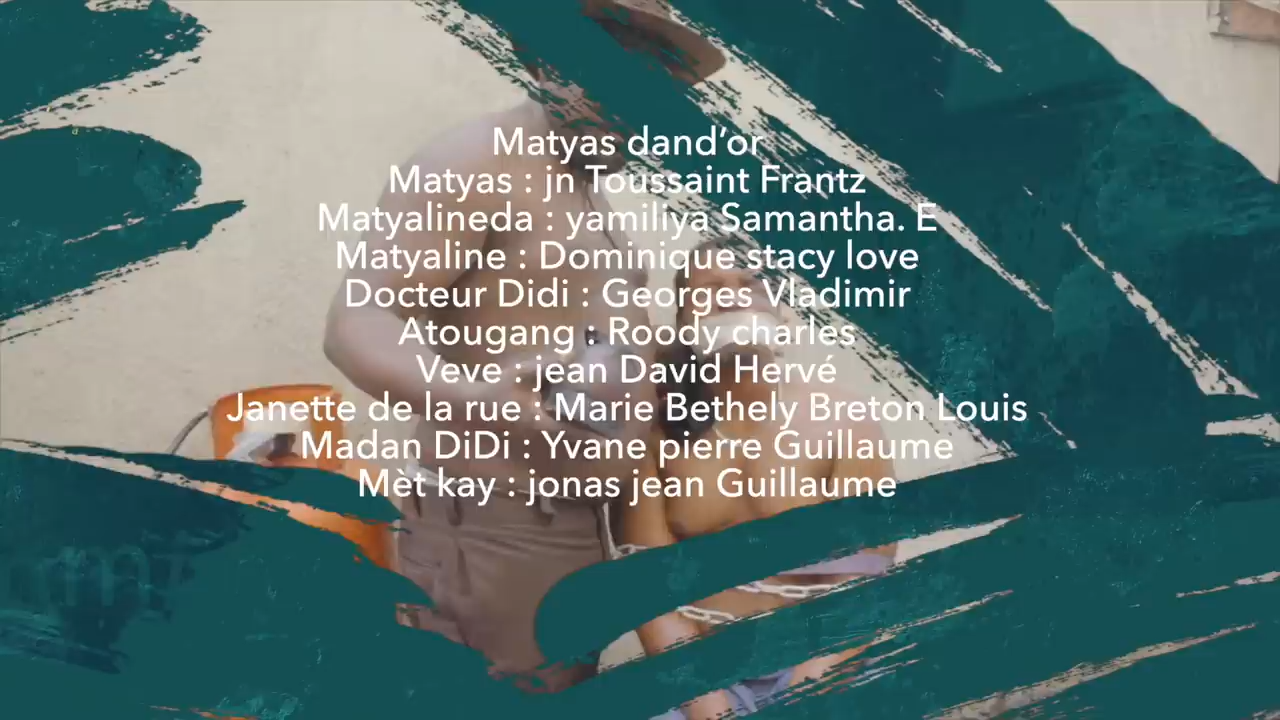 Matyas dand’or
Matyas : jn Toussaint Frantz
Matyalineda : yamiliya Samantha. E
Matyaline : Dominique stacy love
Docteur Didi : Georges Vladimir
Atougang : Roody charles
Veve : jean David Hervé
Janette de la rue : Marie Bethely Breton Louis
Madan DiDi : Yvane pierre Guillaume
Mèt kay : jonas jean Guillaume